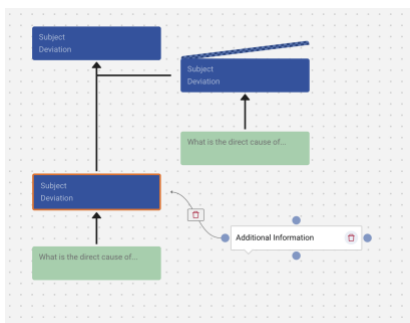 Subject
Deviation
Subject
Deviation
What is the direct cause of...
Subject
Deviation
Additional Information
What is the direct cause of...